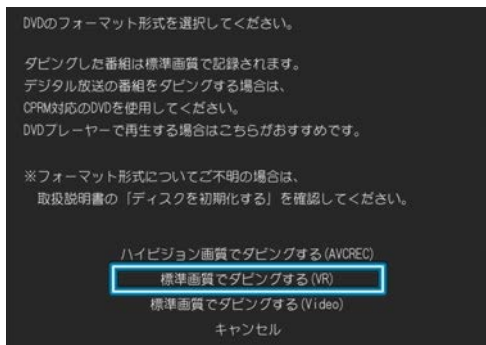 DVDのフォーマット形式を選択してください。
ダビングした番組は標準画質で記録されます。
デジタル放送の番組をダビングする場合は、
CPRM対応のDVDを使用してください。
DVDプレーヤーで再生する場合はこちらがおすすめです。
※フォーマット形式についてご不明の場合は、
取扱説明書の「ディスクを初期化する」を確認してください。
ハイビジョン画質でダビングする(AVCREC)
標準画質でダビングする(VR)
標準画質でダビングする(Video)
キャンセル